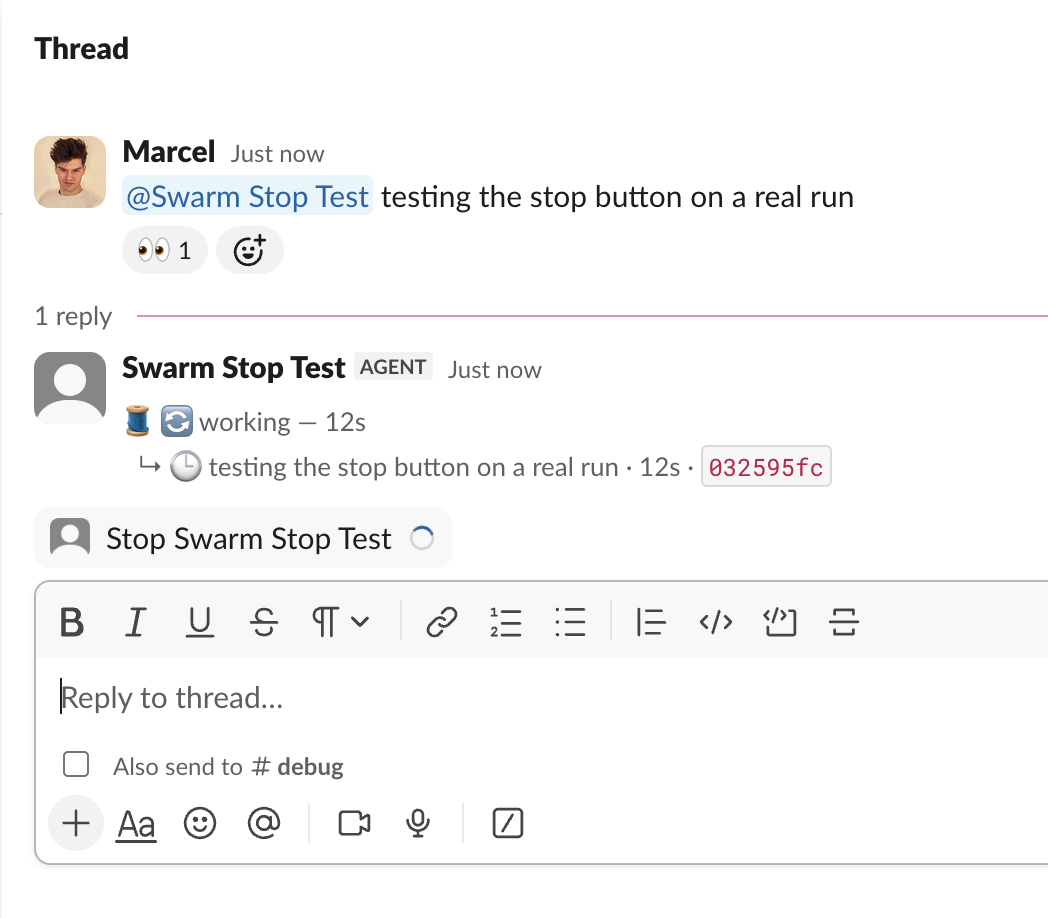 Thread
Marcel Just now
@Swarm Stop Test testing the stop button on a real run
👀 1
1 reply
Swarm Stop Test AGENT Just now
🧵 🔄 working — 12s
↳ 🕒 testing the stop button on a real run · 12s · 032595fc
Stop Swarm Stop Test
B I U S ¶
Reply to thread...
Also send to # debug
+ Aa @